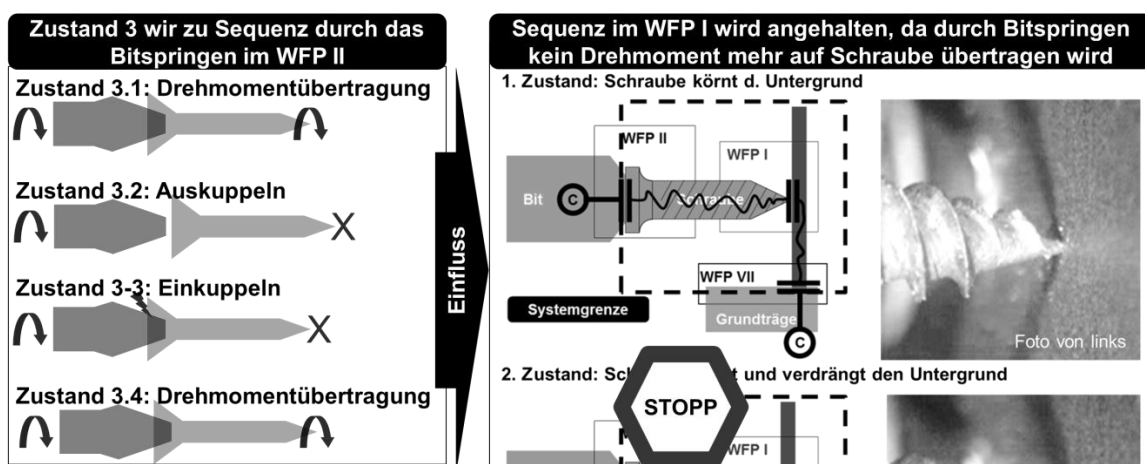 Zustand 3 wir zu Sequenz durch das
Bitspringen im WFP II
Zustand 3.1: Drehmomentübertragung
Zustand 3.2: Auskuppeln
X
Zustand 3-3: Einkuppeln
X
Zustand 3.4: Drehmomentübertragung
Einfluss
Sequenz im WFP I wird angehalten, da durch Bitspringen
kein Drehmoment mehr auf Schraube übertragen wird
1. Zustand: Schraube körnt d. Untergrund
WFP II
WFP I
Bit
C
Schraube
WFP VII
Systemgrenze
Grundträge
C
Foto von links
2. Zustand: Sch t und verdrängt den Untergrund
STOPP
WFP I